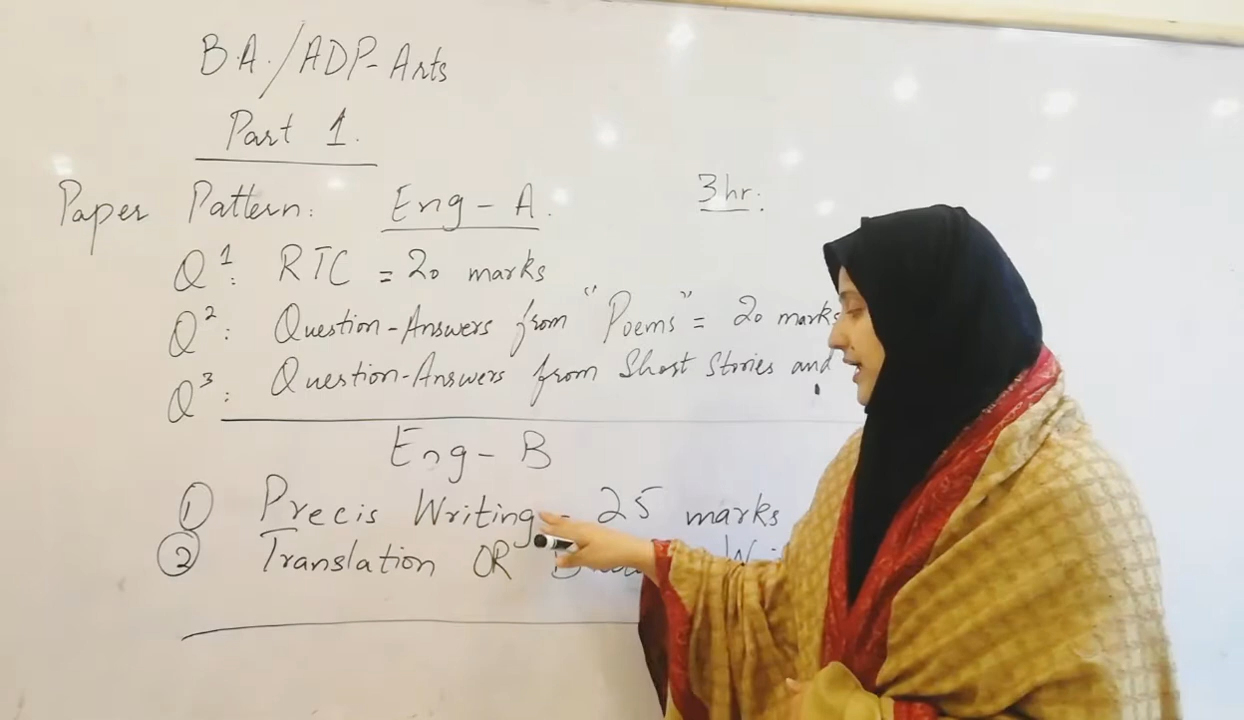 B.A./ADP-Arts
Part 1.
Paper Pattern: Eng-A. 3hr.
Q1: RTC = 20 marks
Q2: Question-Answers from "Poems" = 20 marks
Q3: Question-Answers from Short Stories and
Eng-B
1 Precis Writing - 25 marks
2 Translation OR